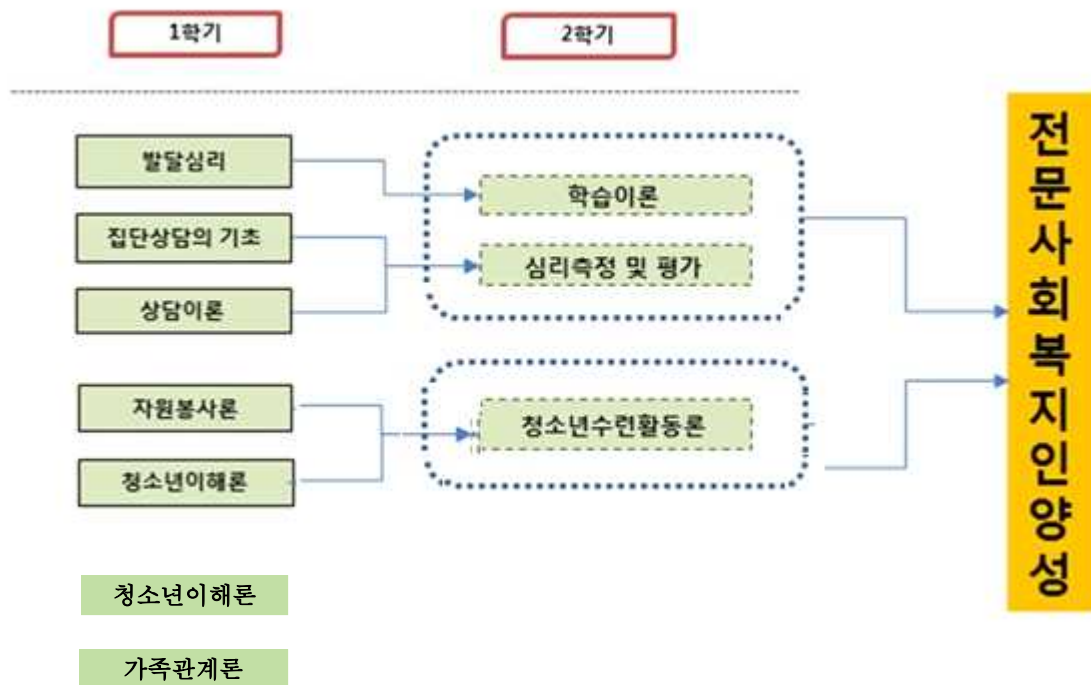 1학기
2학기
발달심리
집단상담의 기초
상담이론
자원봉사론
청소년이해론
학습이론
심리측정 및 평가
청소년수련활동론
전문사회복지인양성
청소년이해론
가족관계론